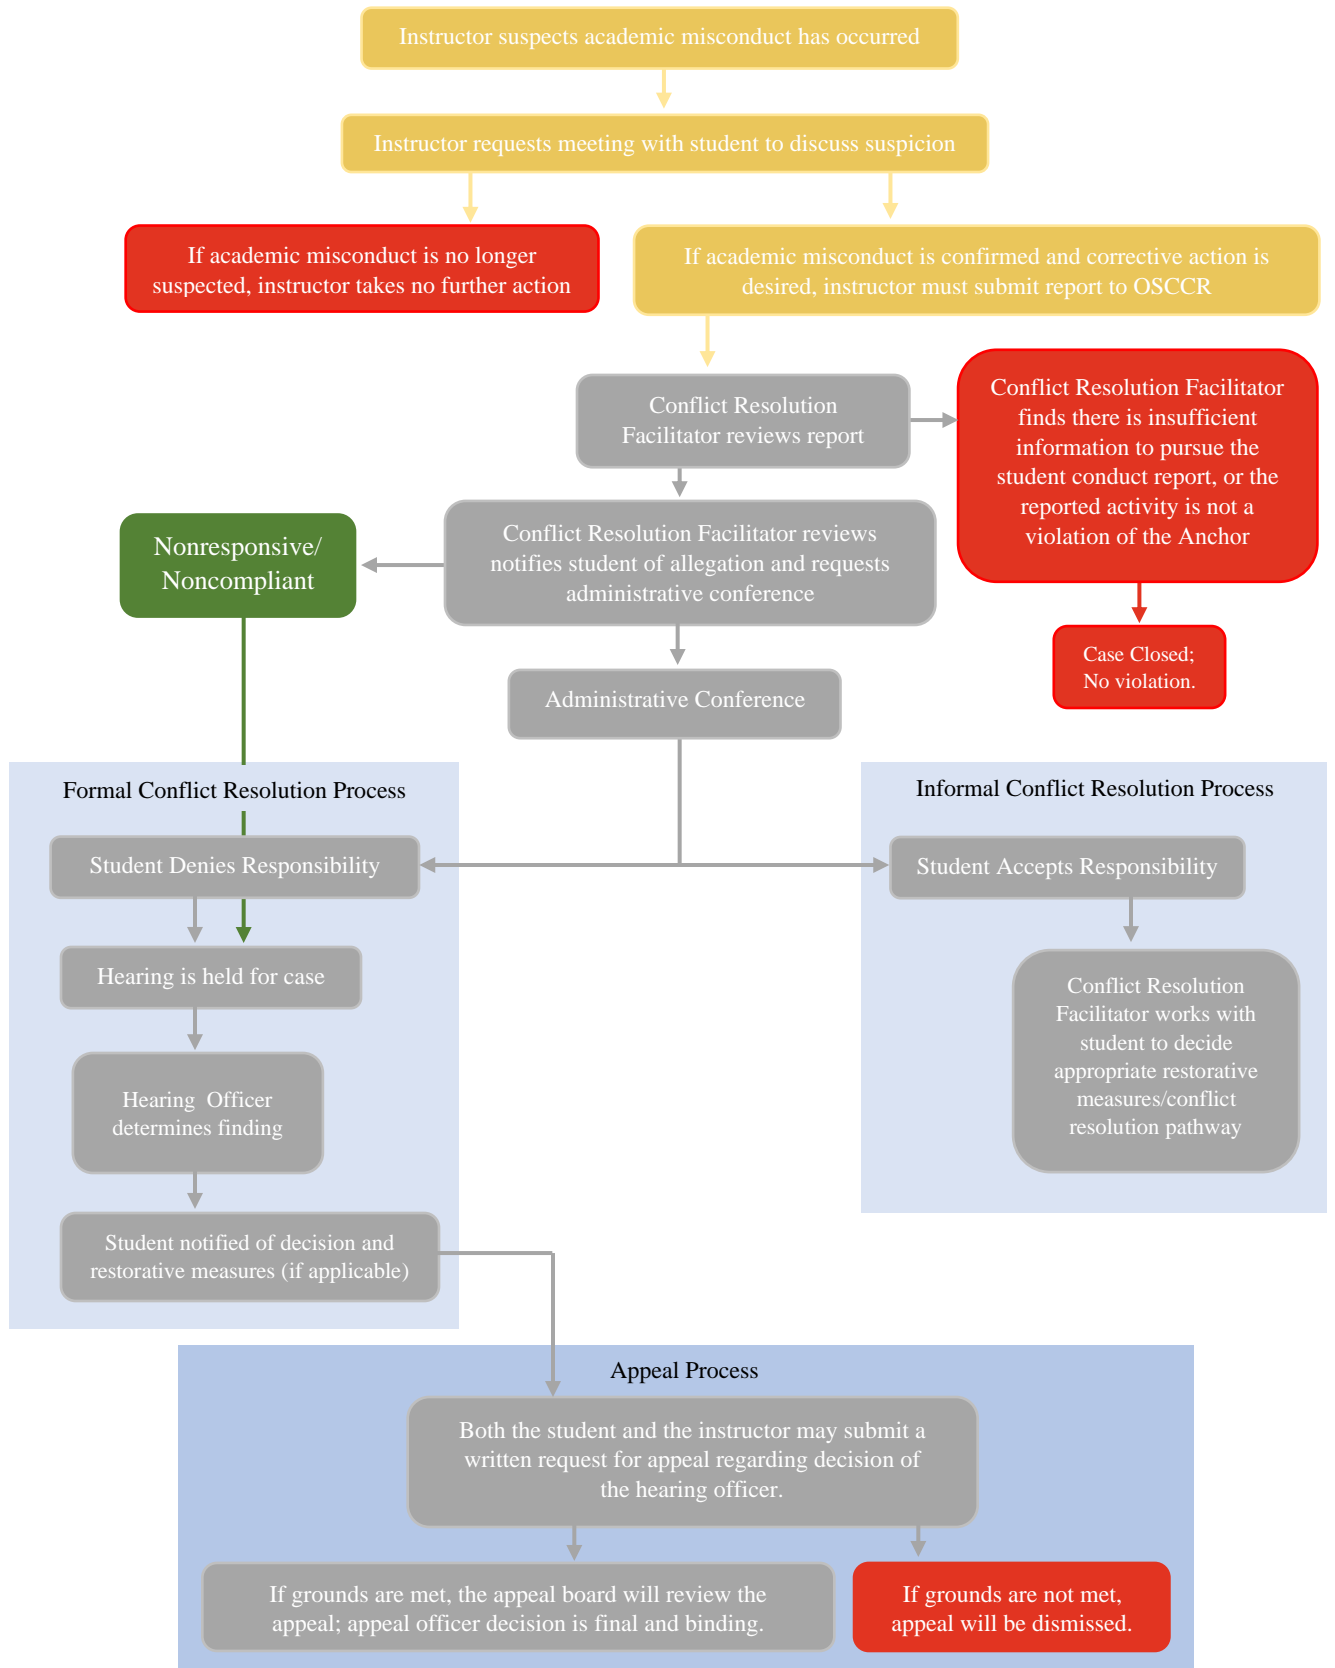 Instructor suspects academic misconduct has occurred
Instructor requests meeting with student to discuss suspicion
If academic misconduct is no longer
suspected, instructor takes no further action
If academic misconduct is confirmed and corrective action is
desired, instructor must submit report to OSCCR
Conflict Resolution
Facilitator reviews report
Conflict Resolution Facilitator
finds there is insufficient
information to pursue the
student conduct report, or the
reported activity is not a
violation of the Anchor
Nonresponsive/
Noncompliant
Conflict Resolution Facilitator reviews
notifies student of allegation and requests
administrative conference
Case Closed;
No violation.
Administrative Conference
Formal Conflict Resolution Process
Student Denies Responsibility
Hearing is held for case
Hearing Officer
determines finding
Student notified of decision and
restorative measures (if applicable)
Informal Conflict Resolution Process
Student Accepts Responsibility
Conflict Resolution
Facilitator works with
student to decide
appropriate restorative
measures/conflict
resolution pathway
Appeal Process
Both the student and the instructor may submit a
written request for appeal regarding decision of
the hearing officer.
If grounds are met, the appeal board will review the
appeal; appeal officer decision is final and binding.
If grounds are not met,
appeal will be dismissed.